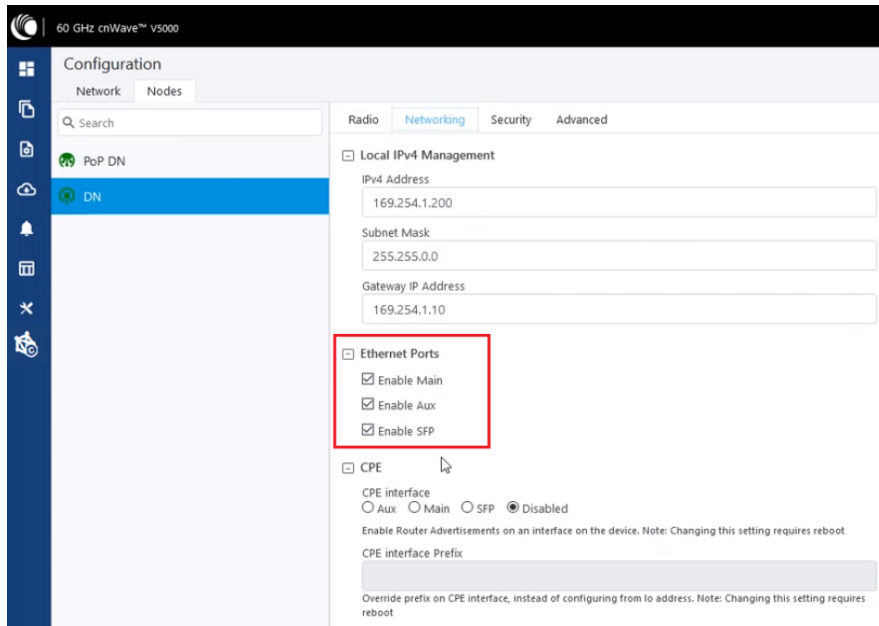 60 GHz cnWave™ V5000
Configuration
Network Nodes
Search
PoP DN
DN
Radio Networking Security Advanced
Local IPv4 Management
IPv4 Address
169.254.1.200
Subnet Mask
255.255.0.0
Gateway IP Address
169.254.1.10
Ethernet Ports
Enable Main
Enable Aux
Enable SFP
CPE
CPE interface
Aux Main SFP Disabled
Enable Router Advertisements on an interface on the device. Note: Changing this setting requires reboot
CPE interface Prefix
Override prefix on CPE interface, instead of configuring from lo address. Note: Changing this setting requires
reboot